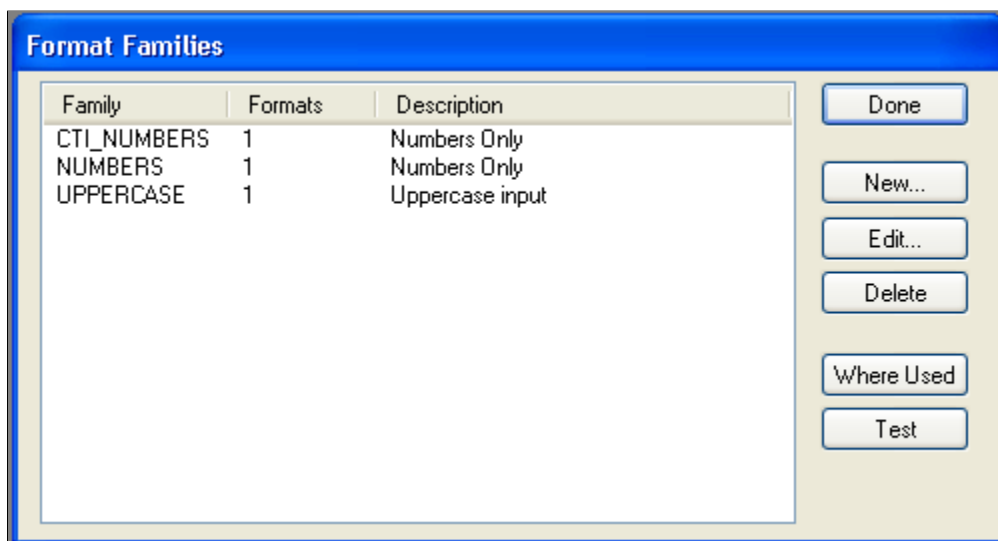 Format Families
Family Formats Description
CTI_NUMBERS 1 Numbers Only
NUMBERS 1 Numbers Only
UPPERCASE 1 Uppercase input
Done
New...
Edit...
Delete
Where Used
Test